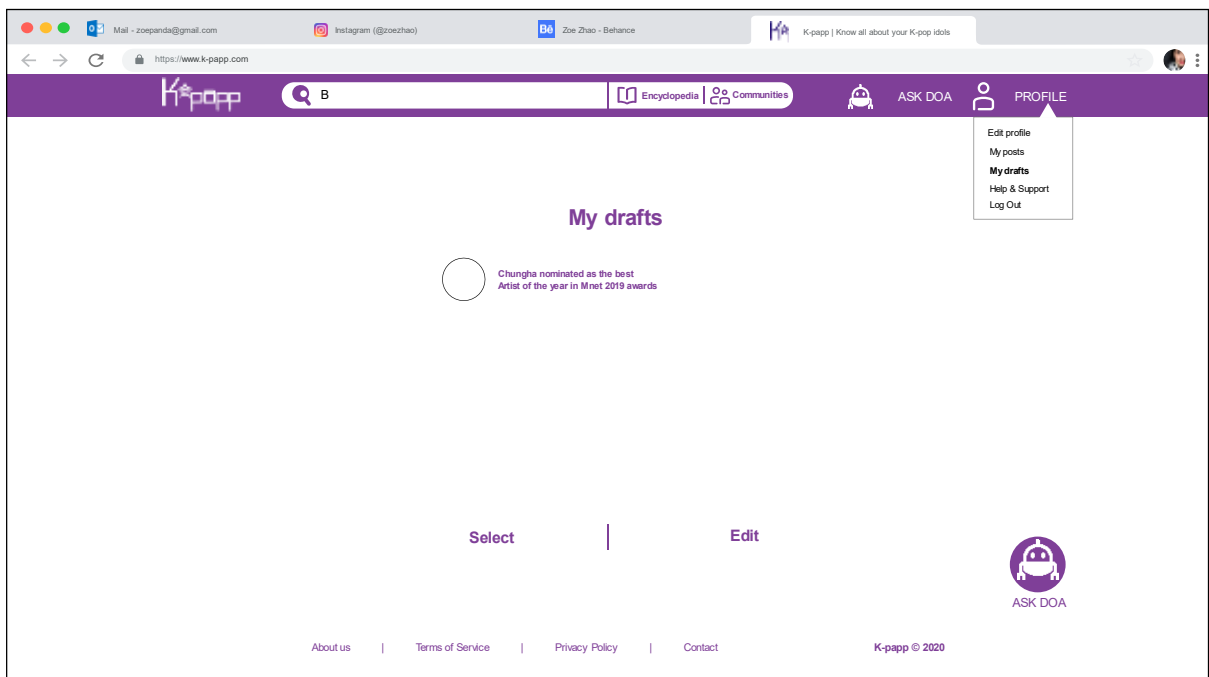 Mail - zoepanda@gmail.com
Instagram (@zoezhao)
Bē Zoe Zhao - Behance
K-papp | Know all about your K-pop idols
https://www.k-papp.com
K-papp
B
Encyclopedia
Communities
ASK DOA
PROFILE
Edit profile
My posts
My drafts
Help & Support
Log Out
My drafts
Chungha nominated as the best
Artist of the year in Mnet 2019 awards
Select
Edit
ASK DOA
About us | Terms of Service | Privacy Policy | Contact
K-papp © 2020